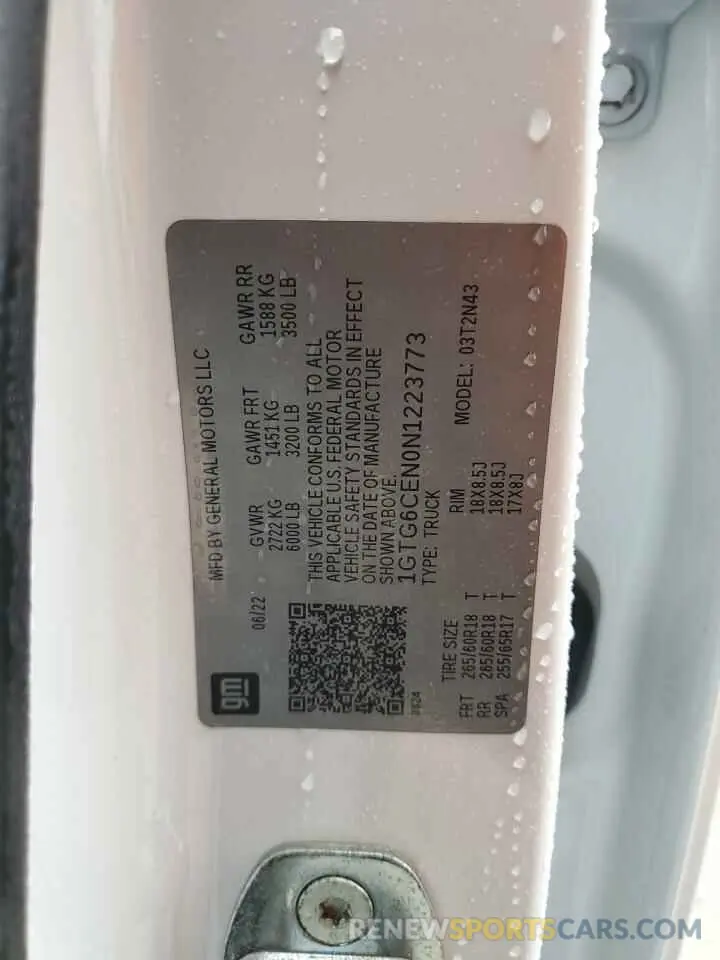 MFD BY GENERAL MOTORS LLC
06/22
GVWR GAWR FRT GAWR RR
2722 KG 1451 KG 1588 KG
6000 LB 3200 LB 3500 LB
THIS VEHICLE CONFORMS TO ALL
APPLICABLE U.S. FEDERAL MOTOR
VEHICLE SAFETY STANDARDS IN EFFECT
ON THE DATE OF MANUFACTURE
SHOWN ABOVE.
1GTG6CEN0N1223773
TYPE: TRUCK MODEL: 03T2N43
TIRE SIZE RIM
FRT 265/60R18 T 18X8.5J
RR 265/60R18 T 18X8.5J
SPA 255/65R17 T 17X8J
gm
RENEWSPORTSCARS.COM